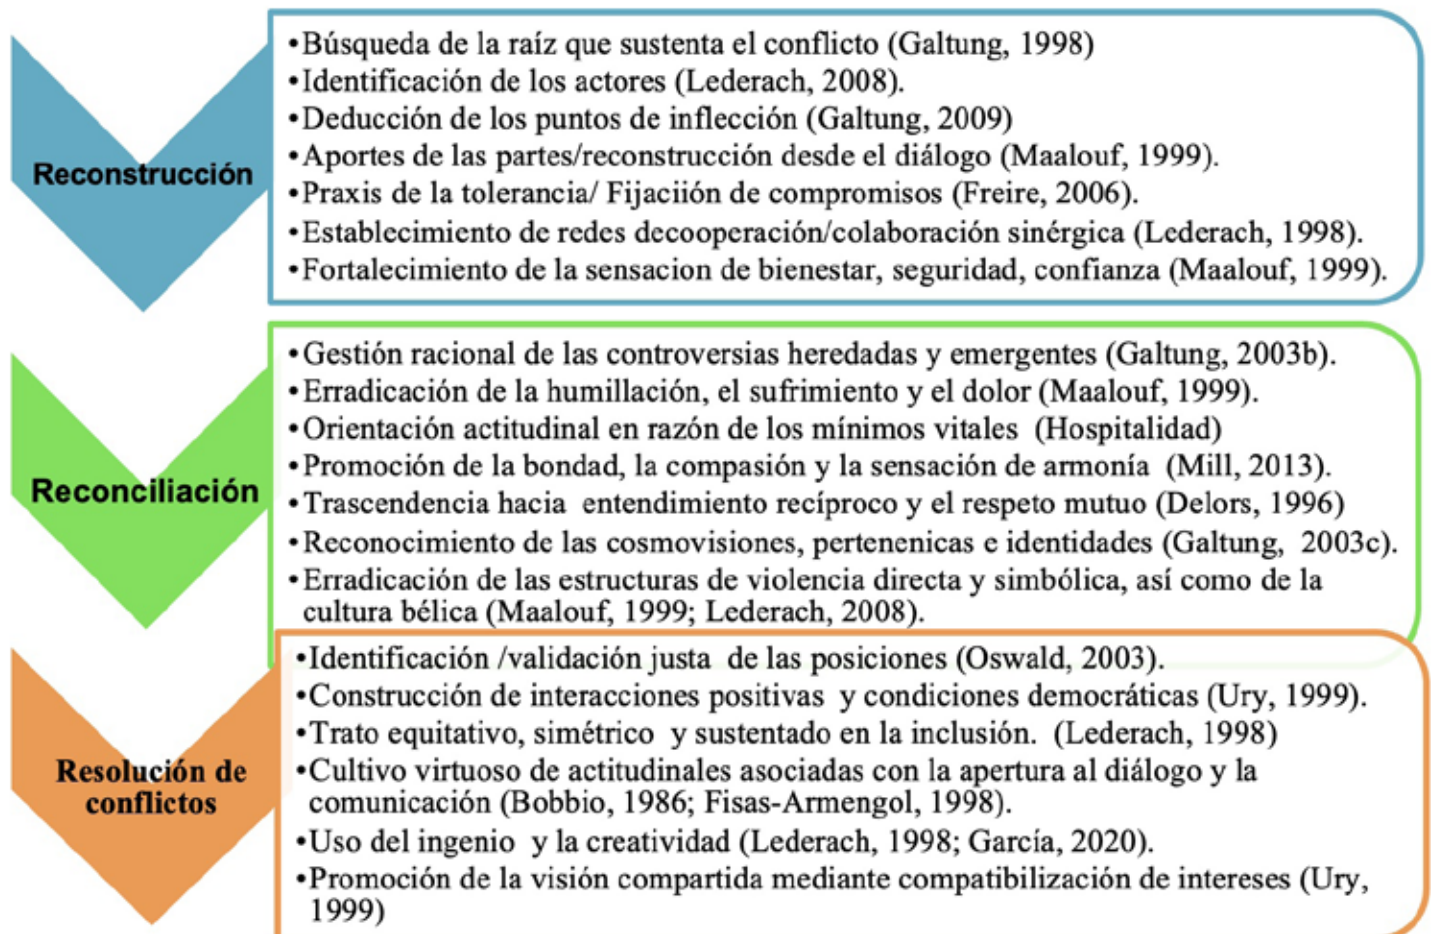 Reconstrucción
•Búsqueda de la raíz que sustenta el conflicto (Galtung, 1998)
•Identificación de los actores (Lederach, 2008).
•Deducción de los puntos de inflección (Galtung, 2009)
•Aportes de las partes/reconstrucción desde el diálogo (Maalouf, 1999).
•Praxis de la tolerancia/ Fijaciión de compromisos (Freire, 2006).
•Establecimiento de redes decooperación/colaboración sinérgica (Lederach, 1998).
•Fortalecimiento de la sensacion de bienestar, seguridad, confianza (Maalouf, 1999).
Reconciliación
•Gestión racional de las controversias heredadas y emergentes (Galtung, 2003b).
•Erradicación de la humillación, el sufrimiento y el dolor (Maalouf, 1999).
•Orientación actitudinal en razón de los mínimos vitales (Hospitalidad)
•Promoción de la bondad, la compasión y la sensación de armonía (Mill, 2013).
•Trascendencia hacia entendimiento recíproco y el respeto mutuo (Delors, 1996)
•Reconocimiento de las cosmovisiones, pertenenicas e identidades (Galtung, 2003c).
•Erradicación de las estructuras de violencia directa y simbólica, así como de la
cultura bélica (Maalouf, 1999; Lederach, 2008).
Resolución de
conflictos
•Identificación /validación justa de las posiciones (Oswald, 2003).
•Construcción de interacciones positivas y condiciones democráticas (Ury, 1999).
•Trato equitativo, simétrico y sustentado en la inclusión. (Lederach, 1998)
•Cultivo virtuoso de actitudinales asociadas con la apertura al diálogo y la
comunicación (Bobbio, 1986; Fisas-Armengol, 1998).
•Uso del ingenio y la creatividad (Lederach, 1998; García, 2020).
•Promoción de la visión compartida mediante compatibilización de intereses (Ury,
1999)